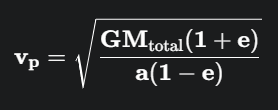 v_p = √(GM_total(1 + e) / a(1 − e))